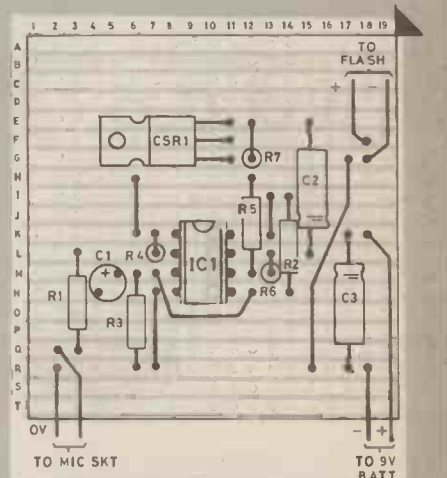 1 2 3 4 5 6 7 8 9 10 11 12 13 14 15 16 17 18 19
A
B
C
D
E
F
G
H
I
J
K
L
M
N
O
P
Q
R
S
T
TO
FLASH
+ -
CSR1
R7
C2
R5
C1
+
R4
IC1
R2
R1
R3
R6
C3
0V
- +
TO MIC SKT
TO 9V
BATT